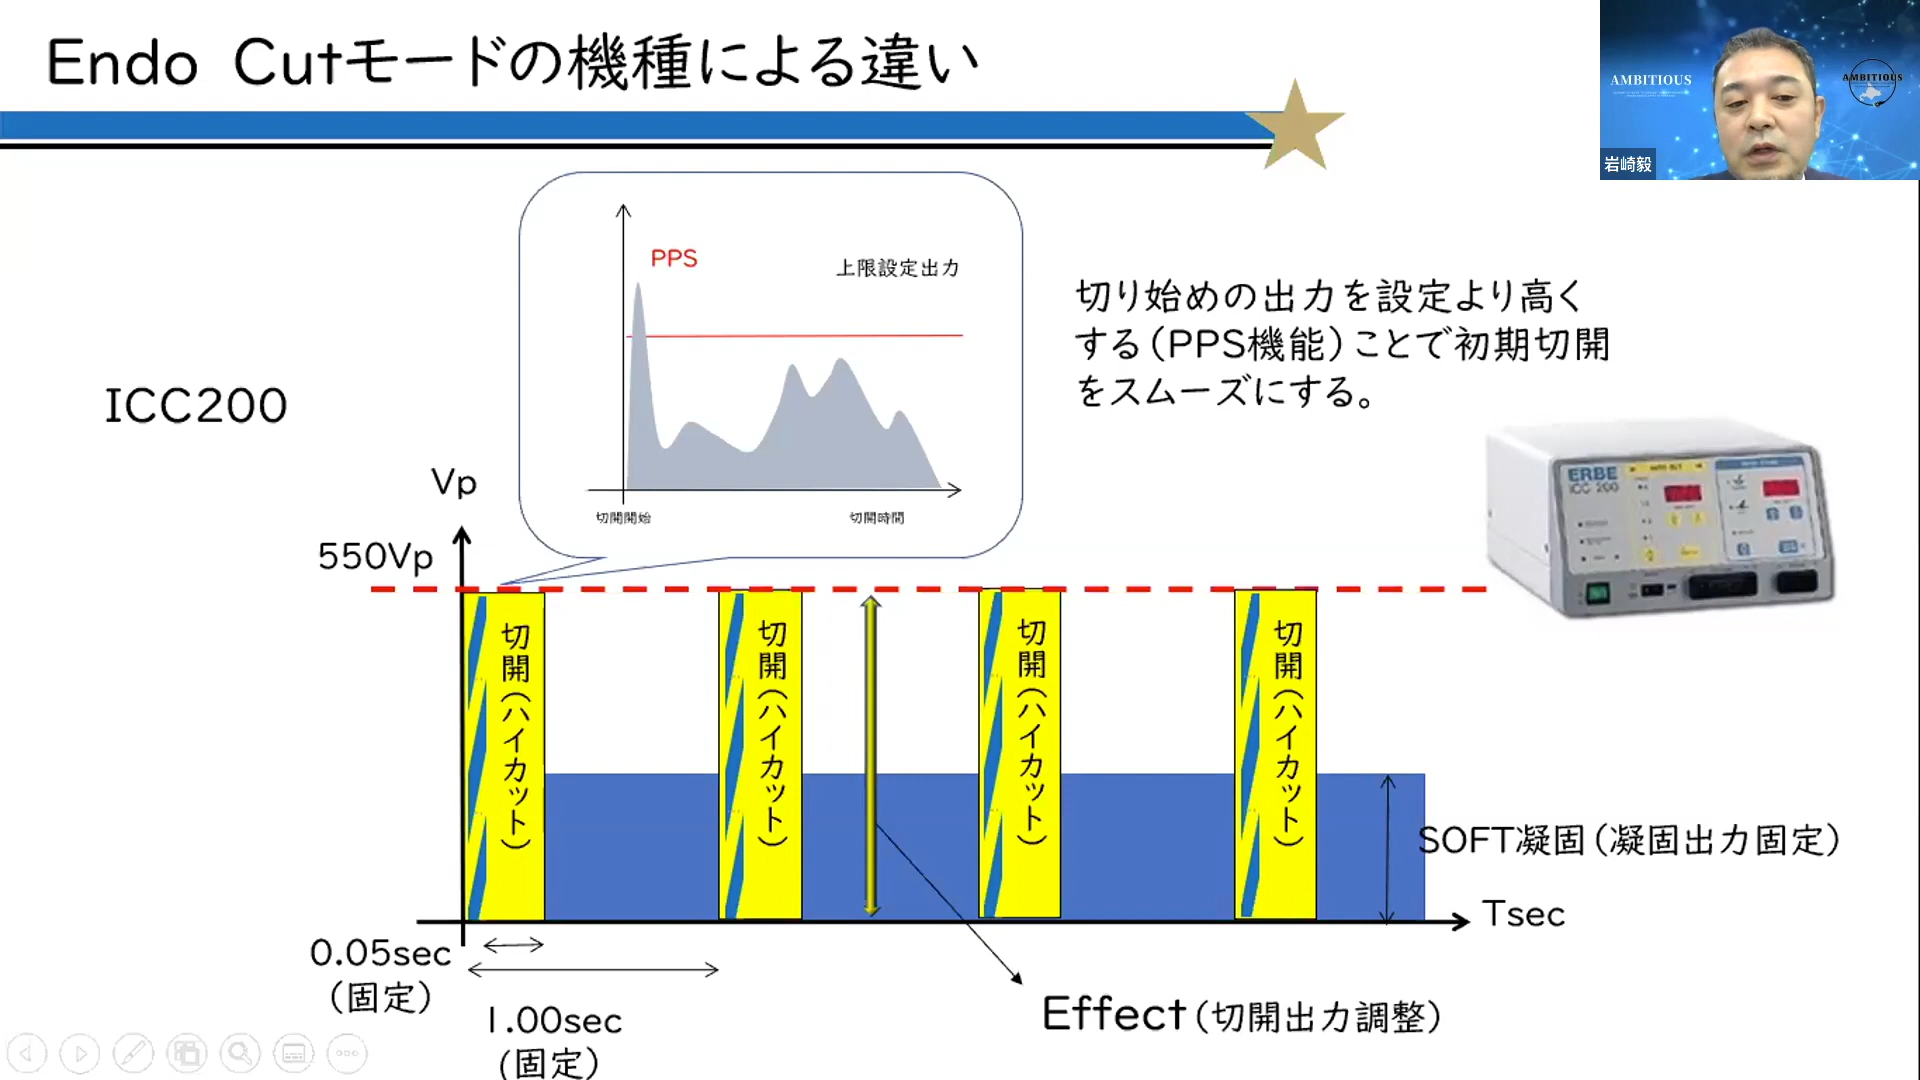 Endo Cutモードの機種による違い
AMBITIOUS
AMBITIOUS
岩崎毅
PPS
上限設定出力
切開開始
切開時間
切り始めの出力を設定より高く
する（PPS機能）ことで初期切開
をスムーズにする。
ICC200
ERBE
ICC 200
Vp
550Vp
切開（ハイカット）
切開（ハイカット）
切開（ハイカット）
切開（ハイカット）
SOFT凝固（凝固出力固定）
Tsec
0.05sec
（固定）
1.00sec
（固定）
Effect（切開出力調整）